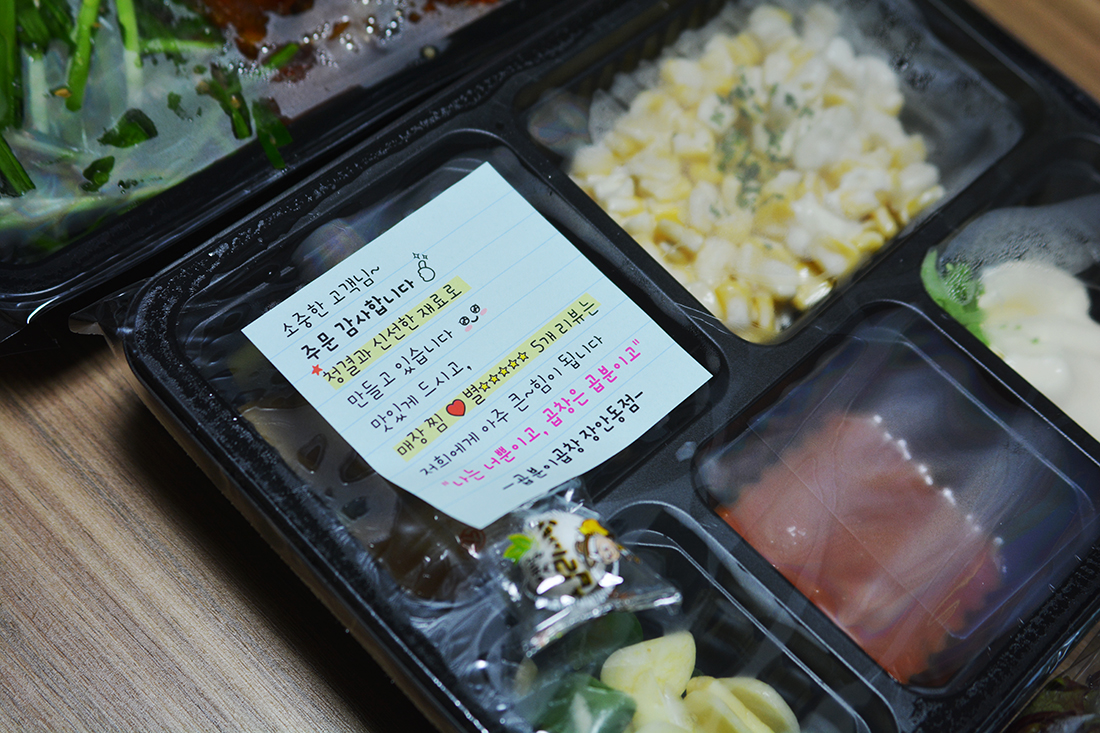 소중한 고객님~
주문 감사합니다
청결과 신선한 재료로
만들고 있습니다
맛있게 드시고,
매장 찜 ❤ 별☆☆☆☆☆ 5개 리뷰는
저희에게 아주 큰~힘이 됩니다
"나는 너뿐이고, 곱창은 곱분이고"
-곱분이곱창 장안동점-